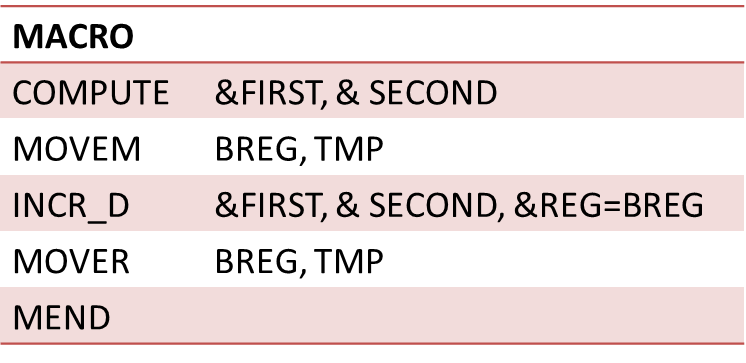 MACRO
COMPUTE &FIRST, & SECOND
MOVEM BREG, TMP
INCR_D &FIRST, & SECOND, &REG=BREG
MOVER BREG, TMP
MEND